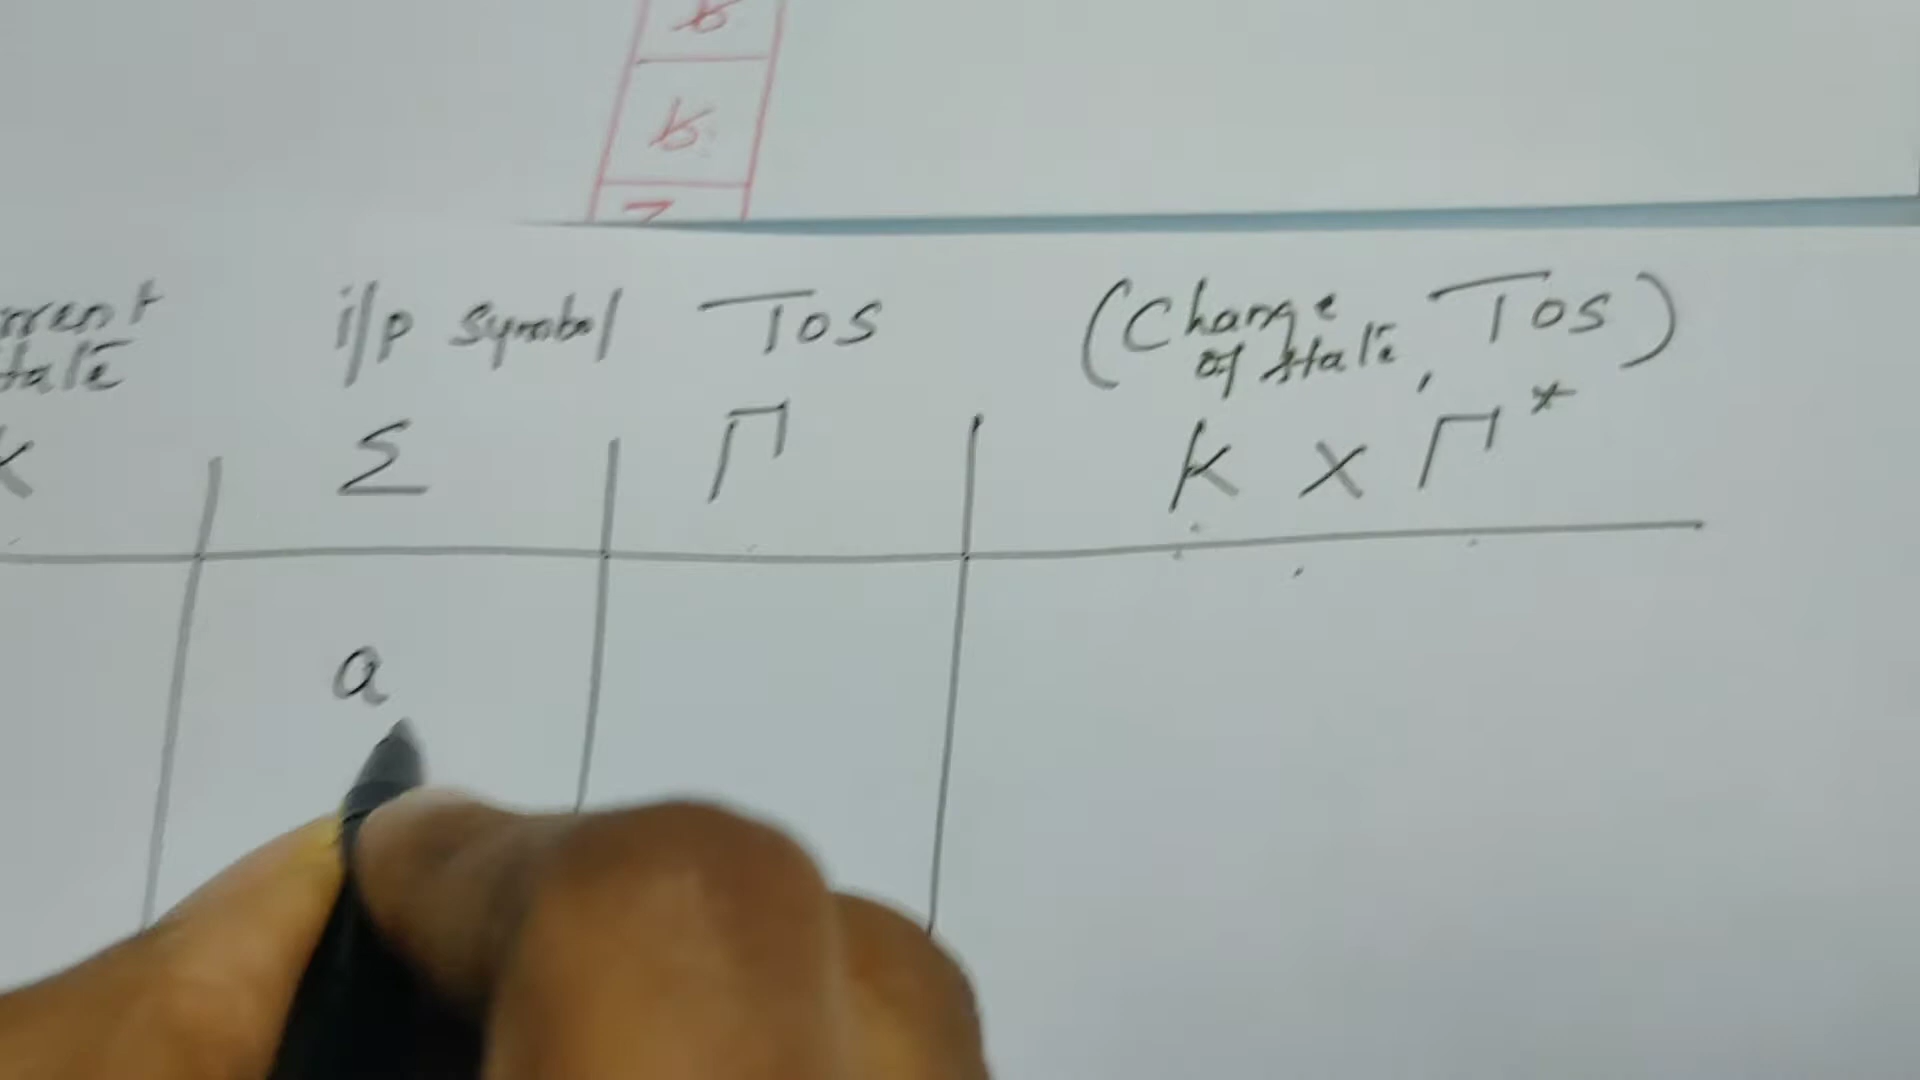 i/p symbol TOS (Change of state, TOS)
K Σ Γ K × Γ*
a